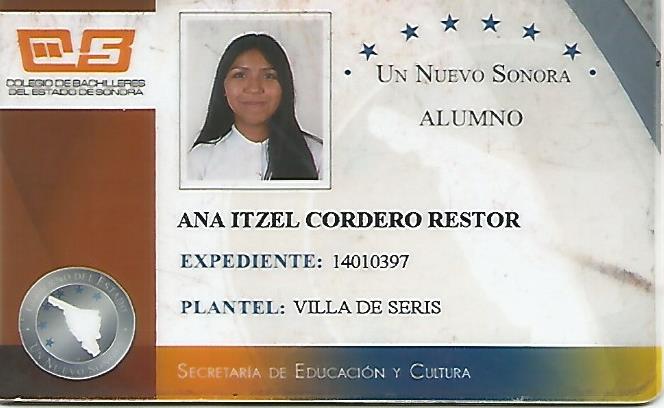 COLEGIO DE BACHILLERES
DEL ESTADO DE SONORA
UN NUEVO SONORA
ALUMNO
ANA ITZEL CORDERO RESTOR
EXPEDIENTE: 14010397
PLANTEL: VILLA DE SERIS
GOBIERNO DEL ESTADO
UN NUEVO SONORA
SECRETARÍA DE EDUCACIÓN Y CULTURA